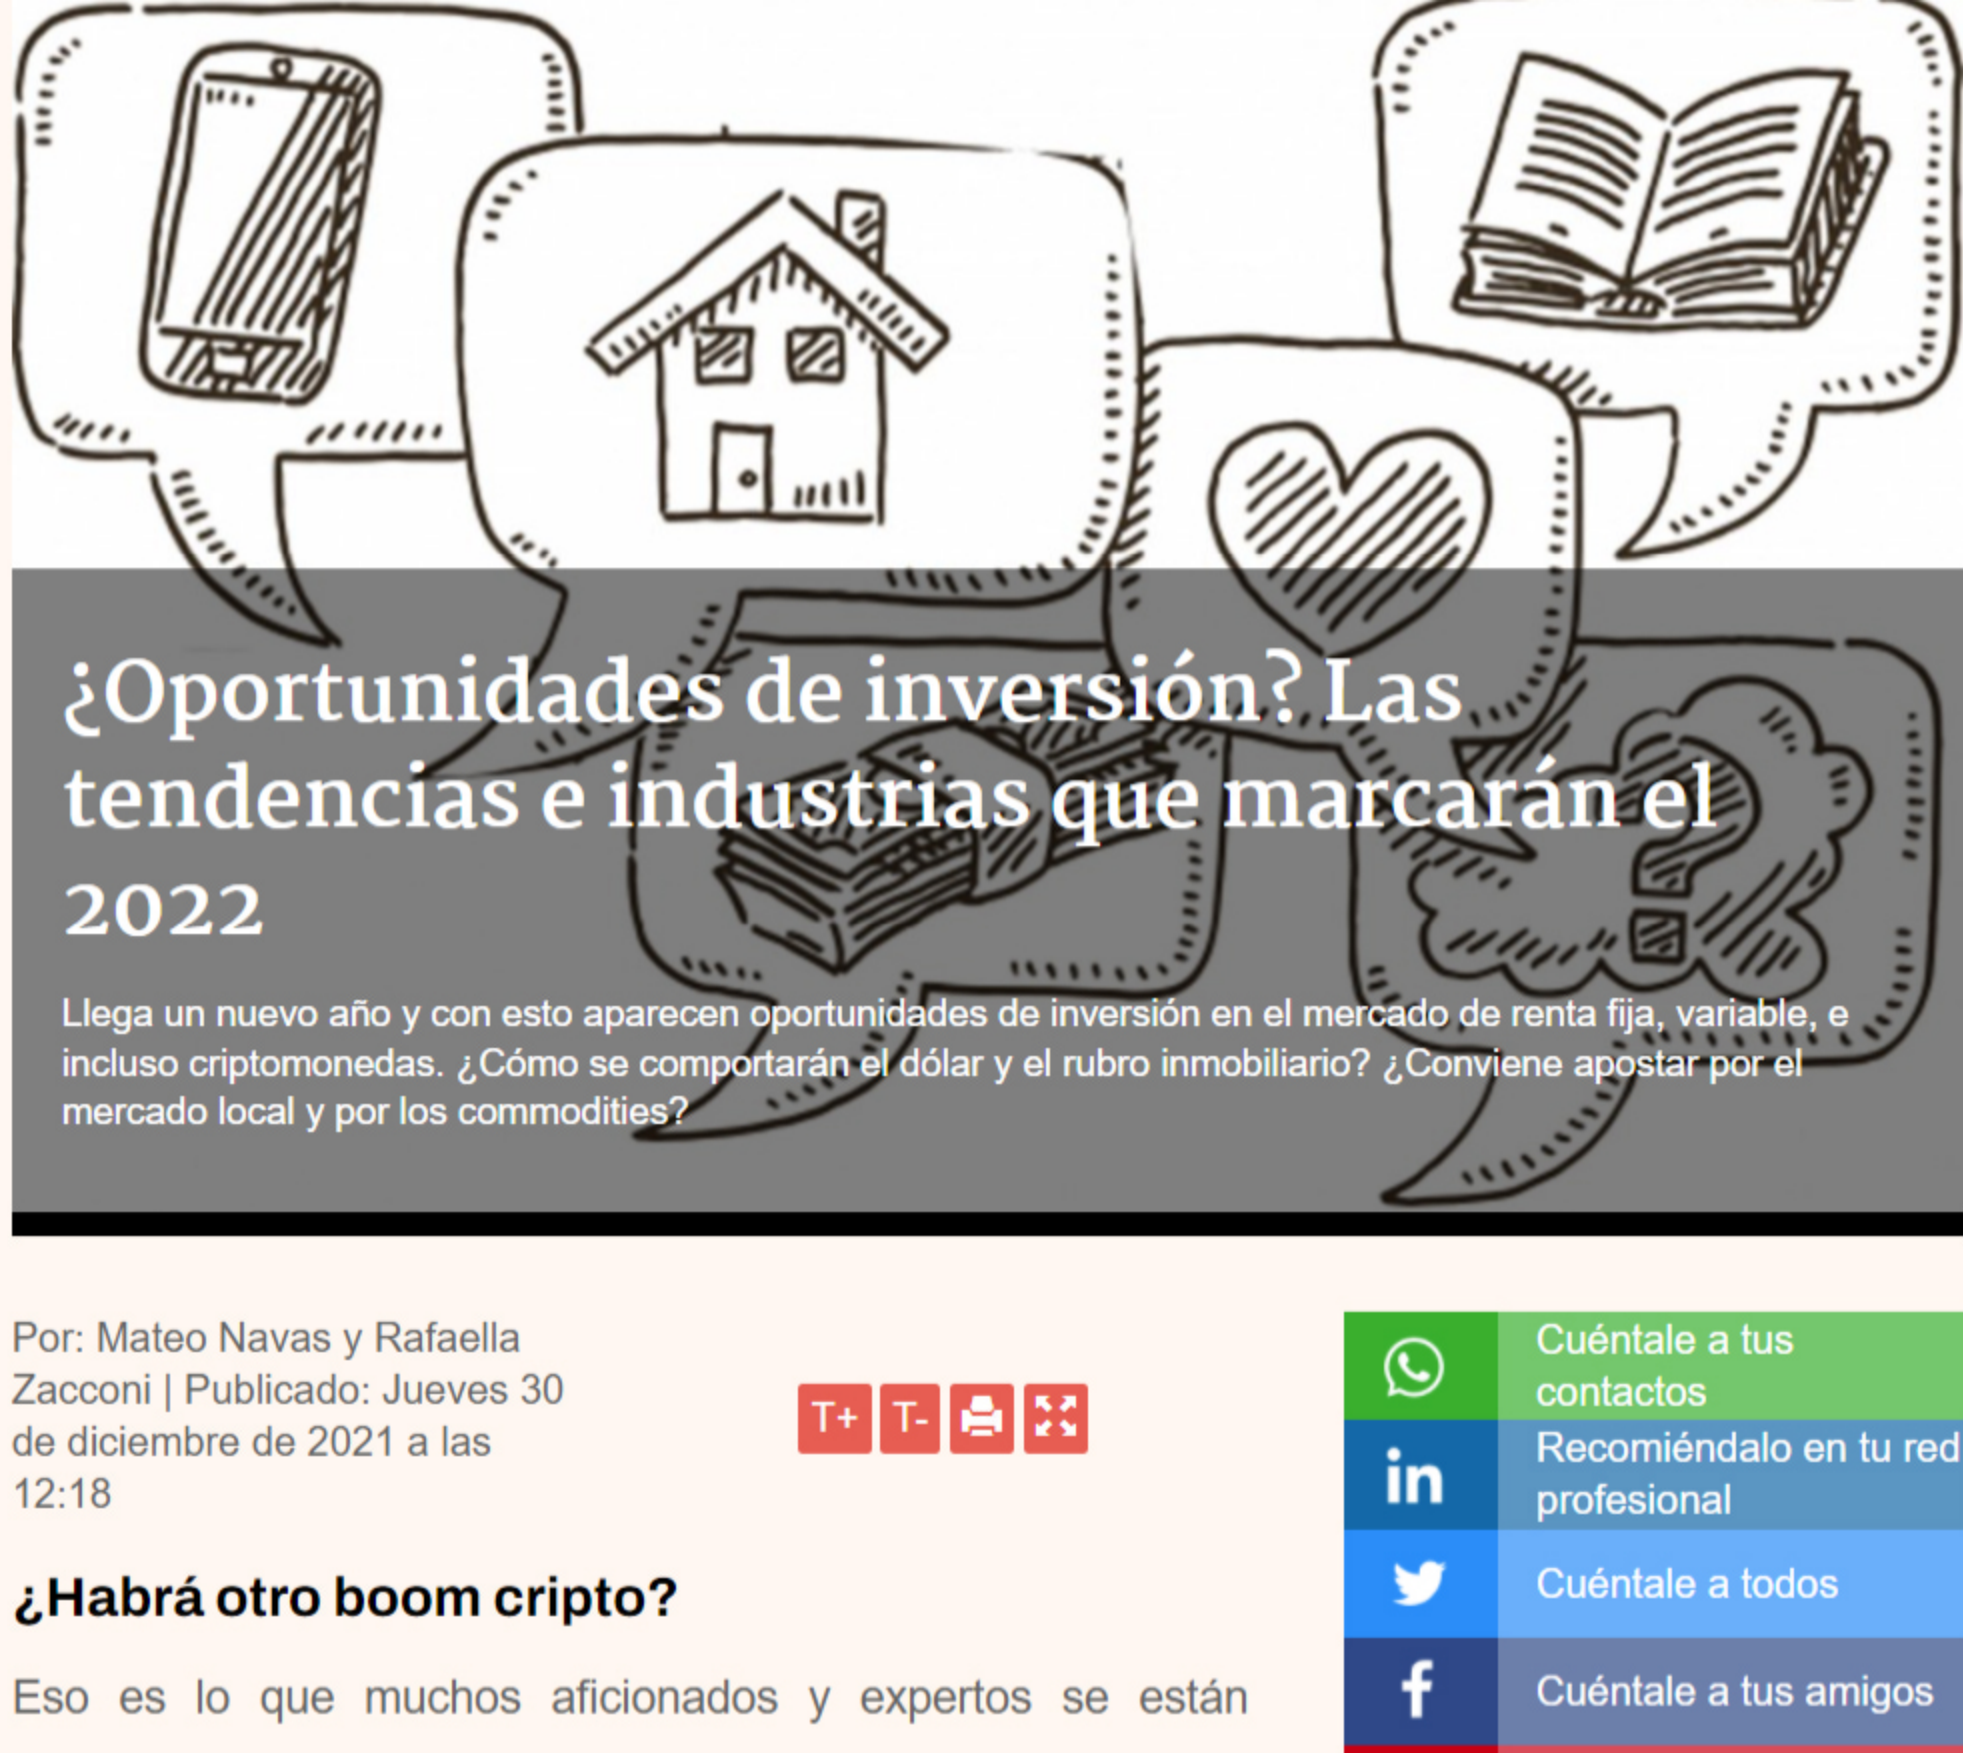 ¿Oportunidades de inversión? Las
tendencias e industrias que marcarán el
2022
Llega un nuevo año y con esto aparecen oportunidades de inversión en el mercado de renta fija, variable, e
incluso criptomonedas. ¿Cómo se comportarán el dólar y el rubro inmobiliario? ¿Conviene apostar por el
mercado local y por los commodities?
Por: Mateo Navas y Rafaella
Zacconi | Publicado: Jueves 30
de diciembre de 2021 a las
12:18
T+ T-
¿Habrá otro boom cripto?
Eso es lo que muchos aficionados y expertos se están
Cuéntale a tus
contactos
in
Recomiéndalo en tu red
profesional
Cuéntale a todos
f
Cuéntale a tus amigos